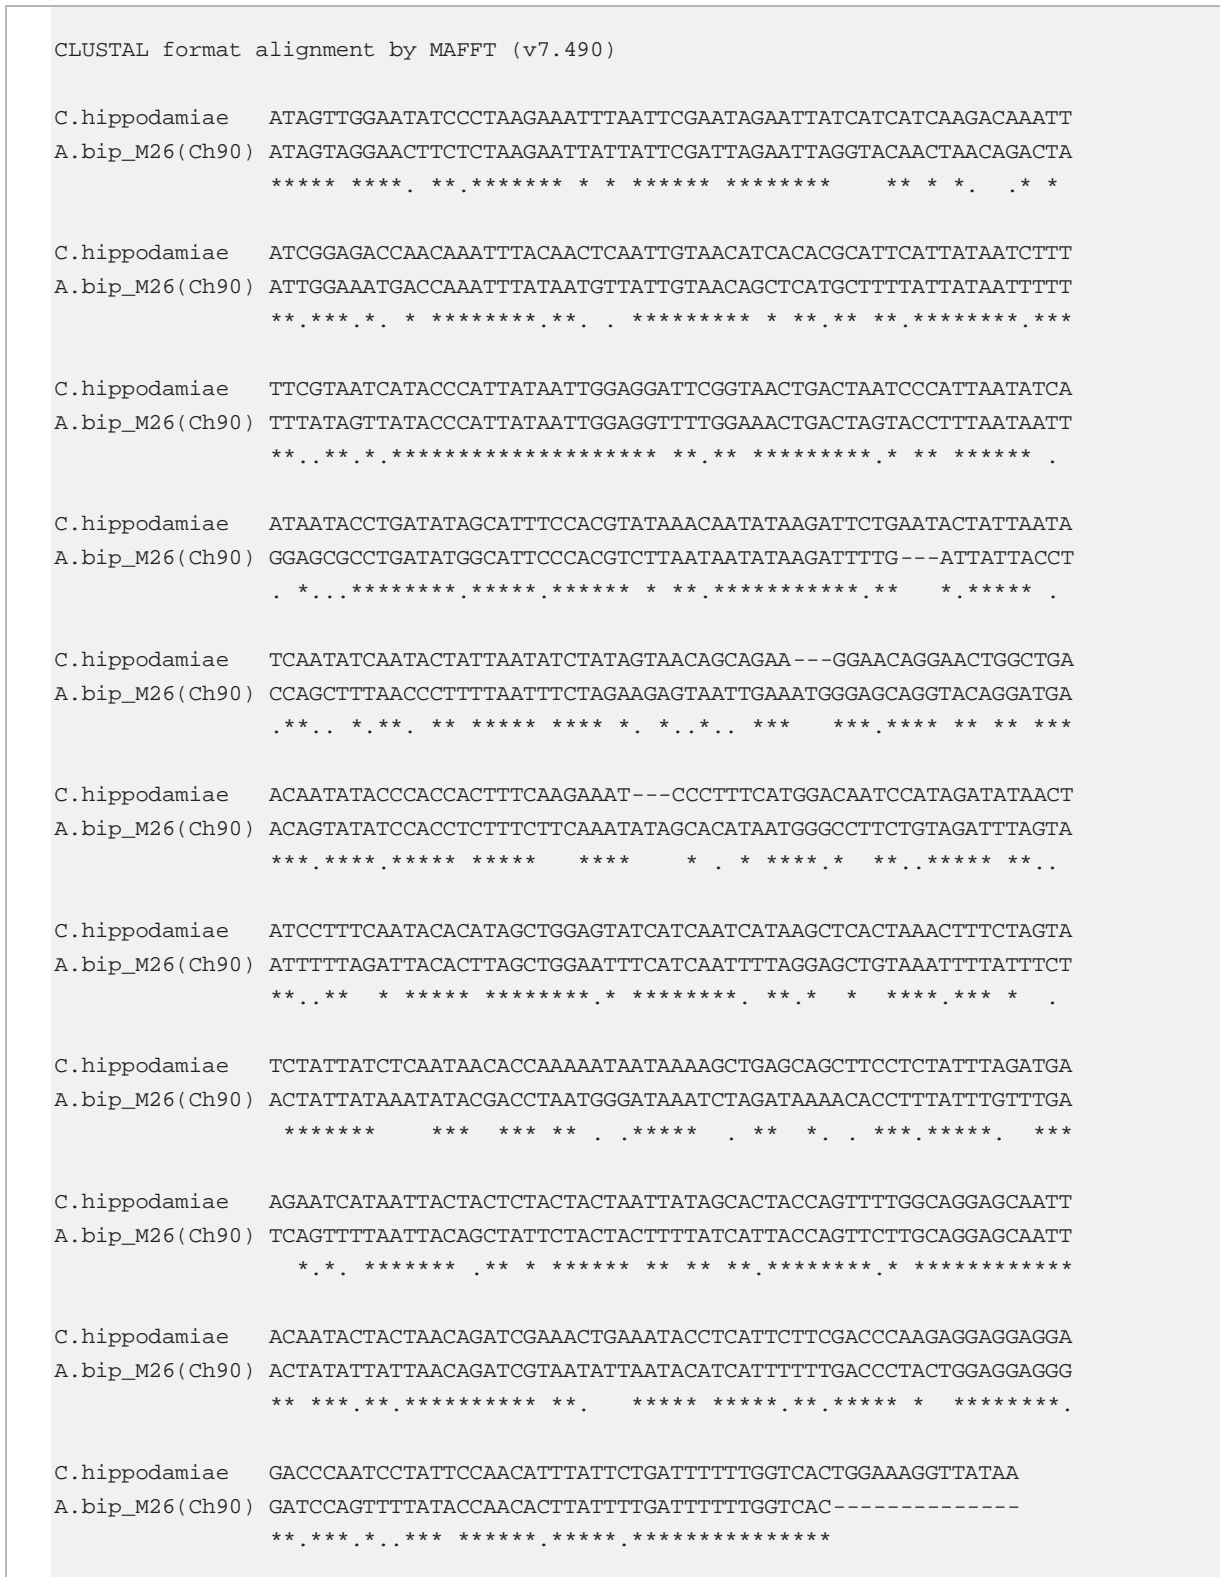 CLUSTAL format alignment by MAFFT (v7.490)
C.hippodamiae   ATAGTTGGAATATCCCTAAGAAATTTAATTCGAATAGAATTATCATCATCAAGACAAATT
A.bip_M26(Ch90) ATAGTAGGAACTTCTCTAAGAATTATTATTCGATTAGAATTAGGTACAACTAACAGACTA
                ***** ****. **.******* * * ****** ********    ** * *.  .* * 
C.hippodamiae   ATCGGAGACCAACAAATTTACAACTCAATTGTAACATCACACGCATTCATTATAATCTTT
A.bip_M26(Ch90) ATTGGAAATGACCAAATTTATAATGTTATTGTAACAGCTCATGCTTTTATTATAATTTTT
                **.***.*. * ********.**. . ********* * **.** **.********.***
C.hippodamiae   TTCGTAATCATACCCATTATAATTGGAGGATTCGGTAACTGACTAATCCCATTAATATCA
A.bip_M26(Ch90) TTTATAGTTATACCCATTATAATTGGAGGTTTTGGAAACTGACTAGTACCTTTAATAATT
                **..**.*.******************** **.** *********.* ** ****** .
C.hippodamiae   ATAATACCTGATATAGCATTTCCACGTATAAACAATATAAGATTCTGAATACTATTAATA
A.bip_M26(Ch90) GGAGCGCCTGATATGGCATTCCCACGTCTTAATAATATAAGATTTTG---ATTATTACCT
                . *...********.*****.****** * **.***********.**   *.***** .
C.hippodamiae   TCAATATCAATACTATTAATATCTATAGTAACAGCAGAA---GGAACAGGAACTGGCTGA
A.bip_M26(Ch90) CCAGCTTTAACCCTTTTAATTTCTAGAAGAGTAATTGAAATGGGAGCAGGTACAGGATGA
                .**.. *.**. ** ***** **** *. *..*.. ***   ***.**** ** ** ***
C.hippodamiae   ACAATATACCCACCACTTTCAAGAAAT---CCCTTTCATGGACAATCCATAGATATAACT
A.bip_M26(Ch90) ACAGTATATCCACCTCTTTCTTCAAATATAGCACATAATGGGCCTTCTGTAGATTTAGTA
                ***.****.***** *****   ****    * . * ****.*  **..***** **..
C.hippodamiae   ATCCTTTCAATACACATAGCTGGAGTATCATCAATCATAAGCTCACTAAACTTTCTAGTA
A.bip_M26(Ch90) ATTTTTAGATTACACTTAGCTGGAATTTCATCAATTTTAGGAGCTGTAAATTTTATTTCT
                **..**  * ***** ********.* ********. **.*  *  ****.*** *  .
C.hippodamiae   TCTATTATCTCAATAACACCAAAAATAATAAAAGCTGAGCAGCTTCCTCTATTTAGATGA
A.bip_M26(Ch90) ACTATTATAAATATACGACCTAATGGGATAAATCTAGATAAAACACCTTTATTTGTTTGA
                 *******    ***  *** ** . .*****  . **  *. . ***.*****.  ***
C.hippodamiae   AGAATCATAATTACTACTCTACTACTAATTATAGCACTACCAGTTTTGGCAGGAGCAATT
A.bip_M26(Ch90) TCAGTTTTAATTACAGCTATTCTACTACTTTTATCATTACCAGTTCTTGCAGGAGCAATT
                  *.*. ******* .** * ****** ** ** **.********.* ************
C.hippodamiae   ACAATACTACTAACAGATCGAAACTGAAATACCTCATTCTTCGACCCAAGAGGAGGAGGA
A.bip_M26(Ch90) ACTATATTATTAACAGATCGTAATATTAATACATCATTTTTTGACCCTACTGGAGGAGGG
                ** ***.**.********** **.   ***** *****.**.***** *  ********.
C.hippodamiae   GACCCAATCCTATTCCAACATTTATTCTGATTTTTTGGTCACTGGAAAGGTTATAA
A.bip_M26(Ch90) GATCCAGTTTTATACCAACACTTATTTTGATTTTTTGGTCAC--------------
                **.***.*..*** ******.*****.***************